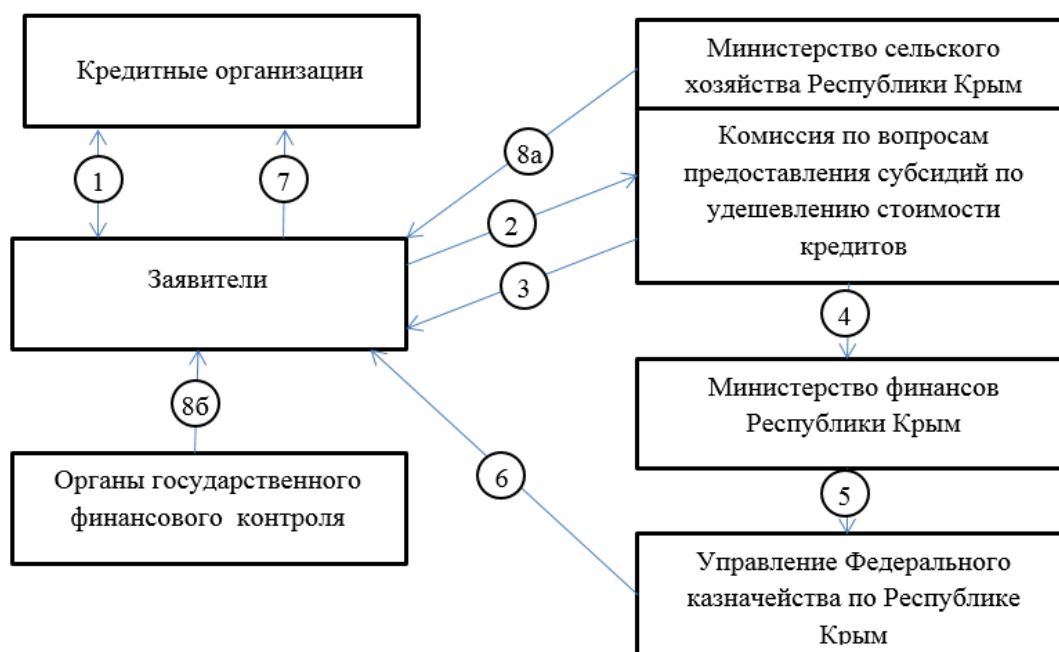 Кредитные организации
Министерство сельского
хозяйства Республики Крым
Комиссия по вопросам
предоставления субсидий по
удешевлению стоимости
кредитов
1
7
8а
2
3
Заявители
4
8б
Министерство финансов
Республики Крым
Органы государственного
финансового контроля
6
5
Управление Федерального
казначейства по Республике
Крым